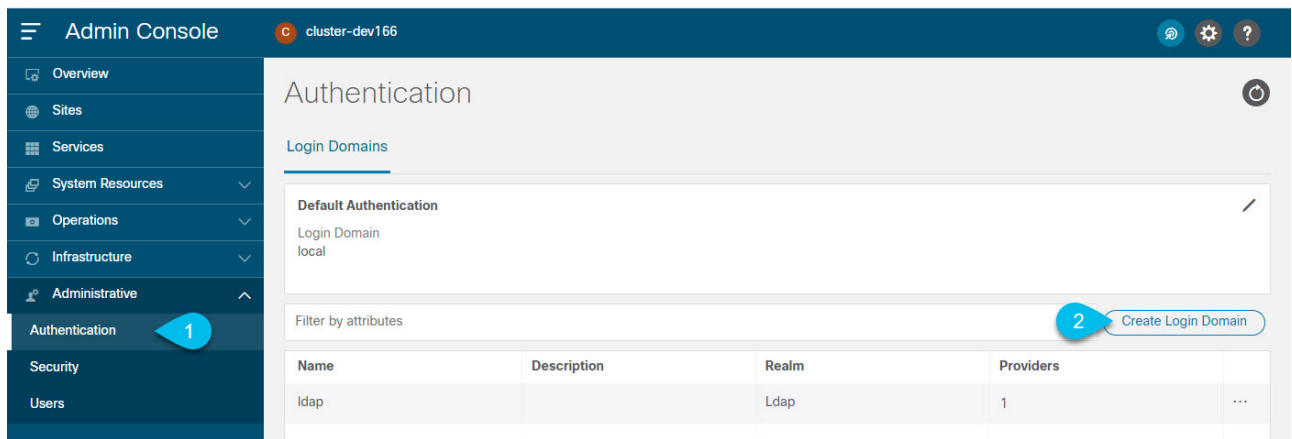 Admin Console
C cluster-dev166
?
Overview
Sites
Services
System Resources
Operations
Infrastructure
Administrative
Authentication 1
Security
Users
Authentication
Login Domains
Default Authentication
Login Domain
local
Filter by attributes
2 Create Login Domain
Name Description Realm Providers
ldap Ldap 1 ...